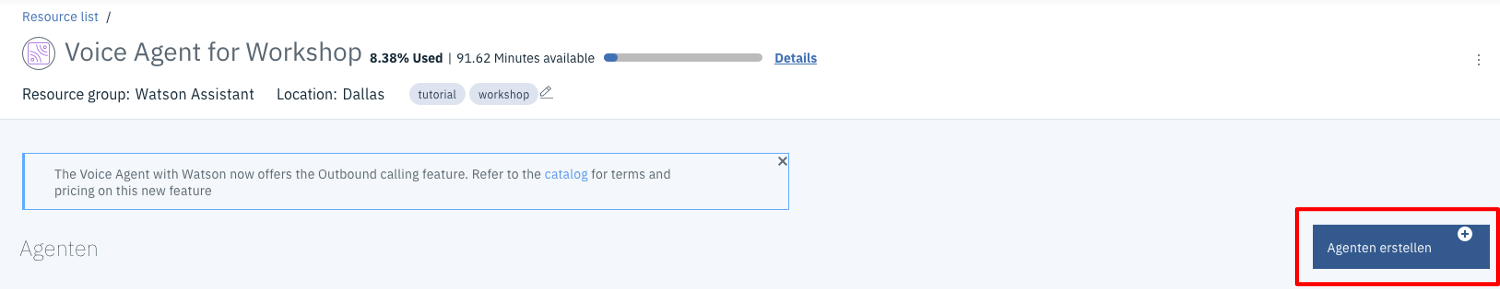 Resource list /
Voice Agent for Workshop 8.38% Used | 91.62 Minutes available Details
Resource group: Watson Assistant Location: Dallas tutorial workshop
The Voice Agent with Watson now offers the Outbound calling feature. Refer to the catalog for terms and
pricing on this new feature
Agenten
Agenten erstellen